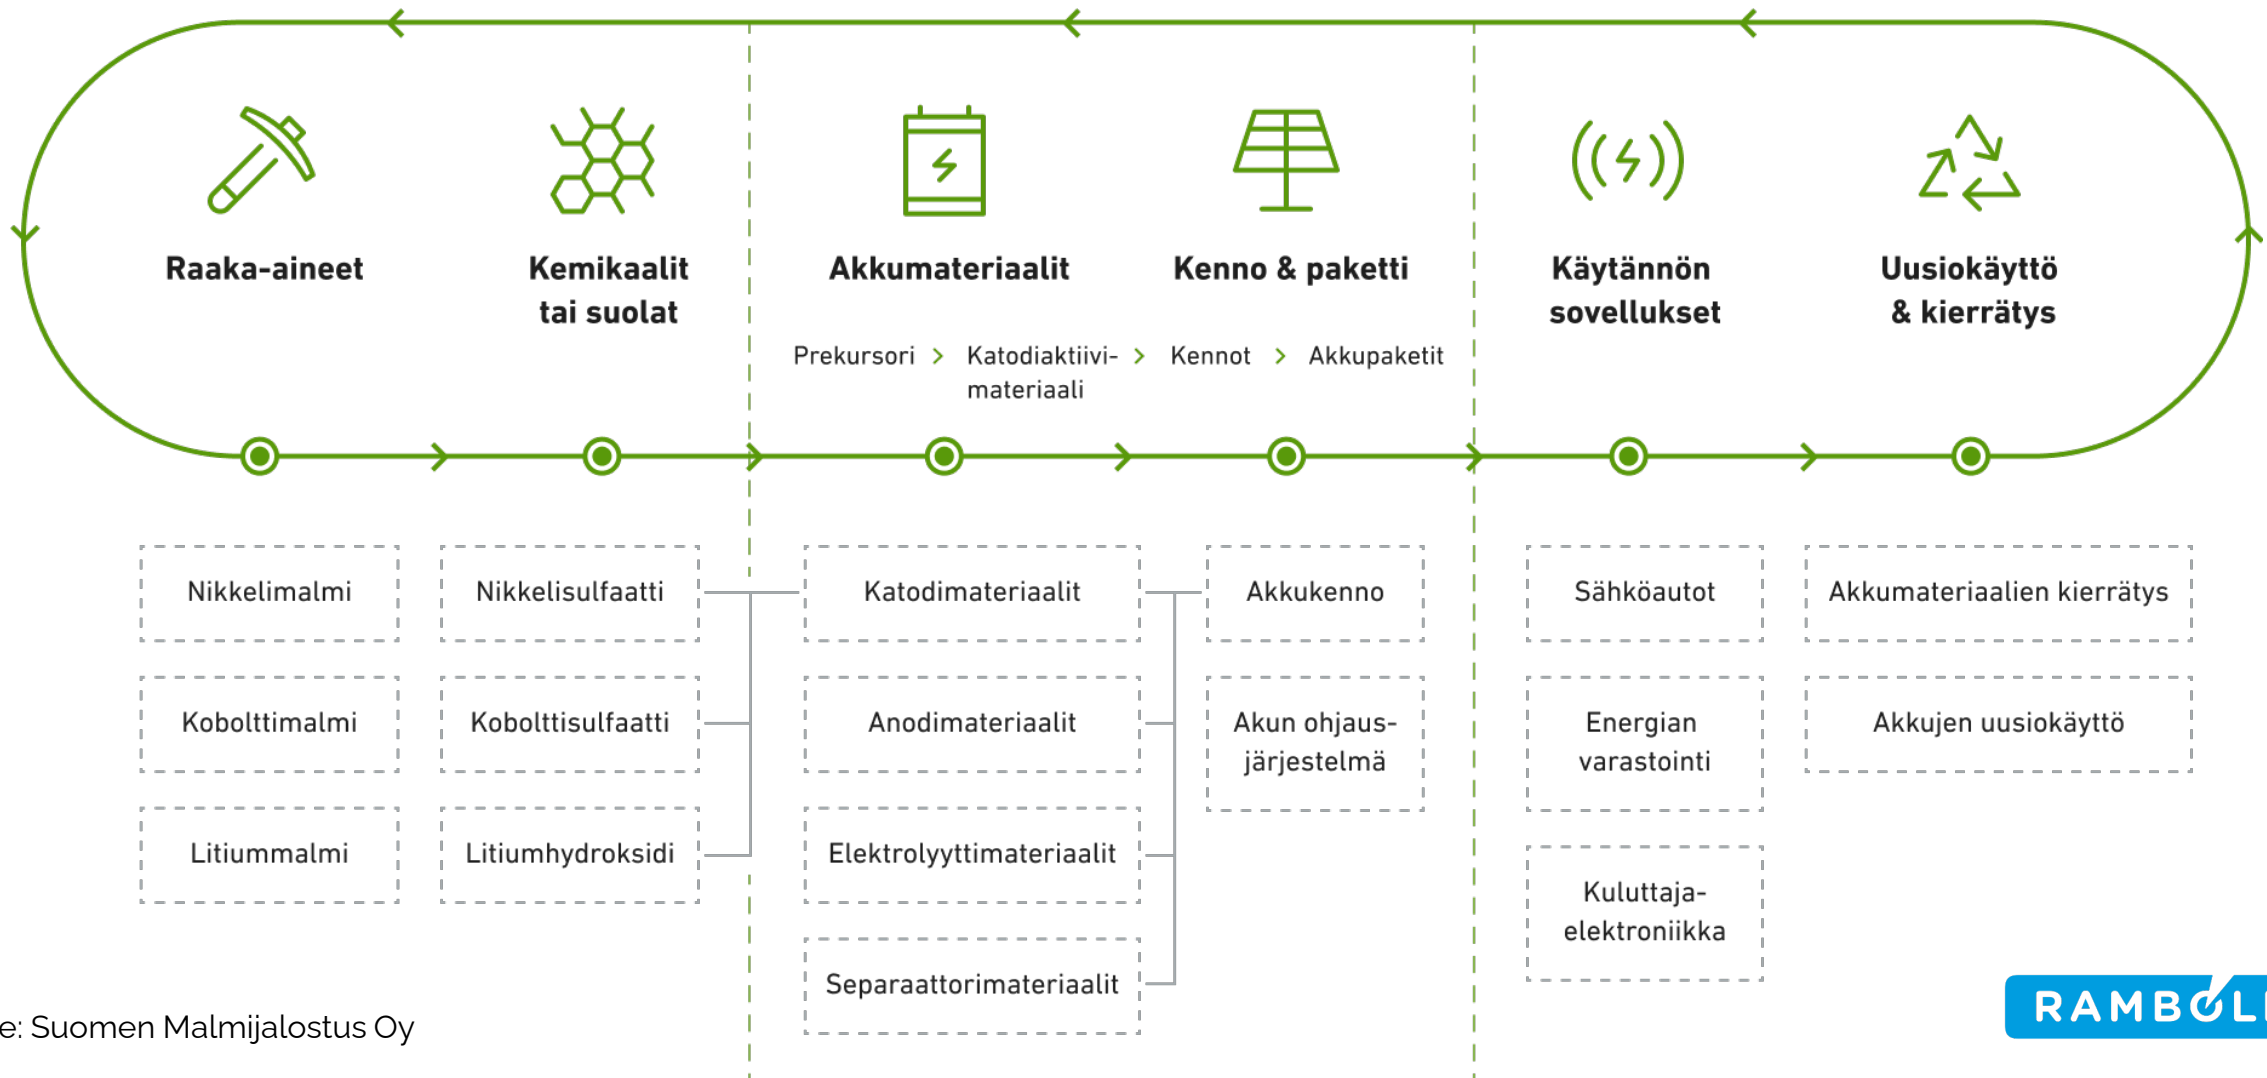 Raaka-aineet
Kemikaalit
tai suolat
Akkumateriaalit
Kenno & paketti
Käytännön
sovellukset
Uusiokäyttö
& kierrätys
Prekursori > Katodiaktiivi- > Kennot > Akkupaketit
materiaali
Nikkelimalmi
Kobolttimalmi
Litiummalmi
Nikkelisulfaatti
Kobolttisulfaatti
Litiumhydroksidi
Katodimateriaalit
Anodimateriaalit
Elektrolyyttimateriaalit
Separaattorimateriaalit
Akkukenno
Akun ohjaus-
järjestelmä
Sähköautot
Energian
varastointi
Kuluttaja-
elektroniikka
Akkumateriaalien kierrätys
Akkujen uusiokäyttö
e: Suomen Malmijalostus Oy
RAMBOLL